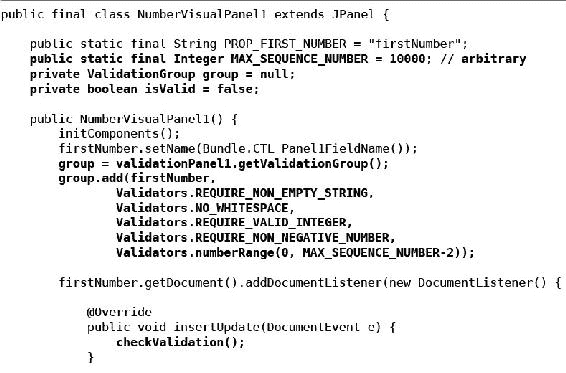 public final class NumberVisualPanel1 extends JPanel {
    public static final String PROP_FIRST_NUMBER = "firstNumber";
    public static final Integer MAX_SEQUENCE_NUMBER = 10000; // arbitrary
    private ValidationGroup group = null;
    private boolean isValid = false;
    public NumberVisualPanel1() {
        initComponents();
        firstNumber.setName(Bundle.CTL_Panel1FieldName());
        group = validationPanel1.getValidationGroup();
        group.add(firstNumber,
                Validators.REQUIRE_NON_EMPTY_STRING,
                Validators.NO_WHITESPACE,
                Validators.REQUIRE_VALID_INTEGER,
                Validators.REQUIRE_NON_NEGATIVE_NUMBER,
                Validators.numberRange(0, MAX_SEQUENCE_NUMBER-2));
        firstNumber.getDocument().addDocumentListener(new DocumentListener() {
            @Override
            public void insertUpdate(DocumentEvent e) {
                checkValidation();
            }